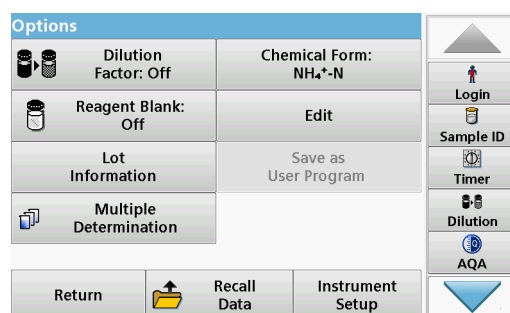 Options
Dilution
Factor: Off
Chemical Form:
NH₄⁺-N
Reagent Blank:
Off
Edit
Lot
Information
Save as
User Program
Multiple
Determination
Return
Recall
Data
Instrument
Setup
Login
Sample ID
Timer
Dilution
AQA